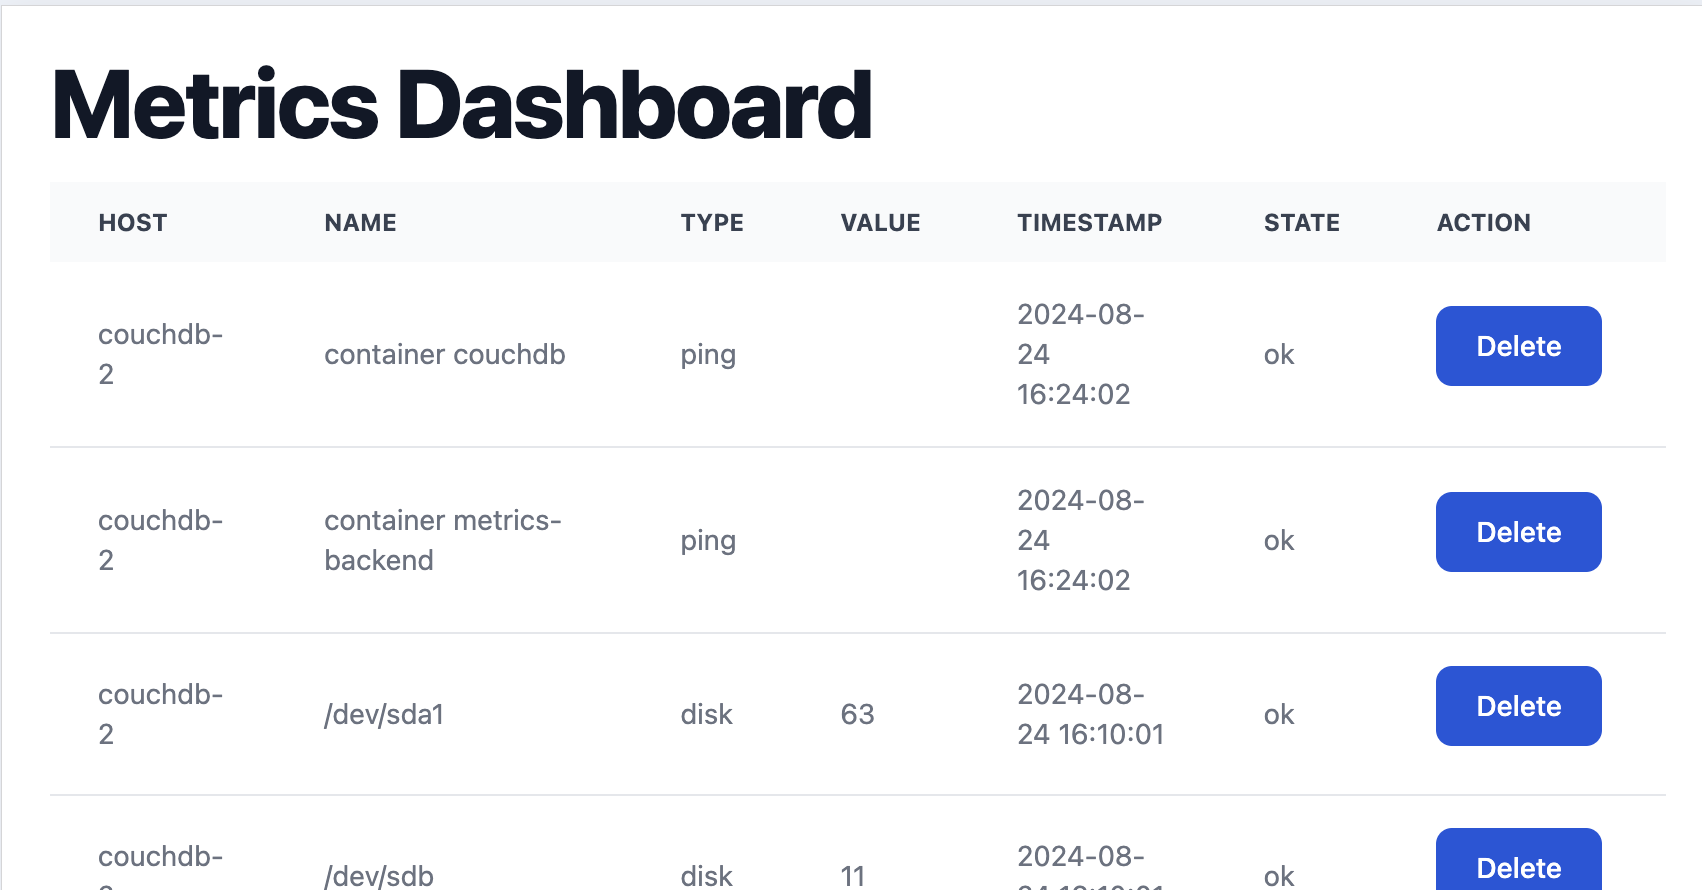 Metrics Dashboard
HOST NAME TYPE VALUE TIMESTAMP STATE ACTION
couchdb-
2
container couchdb
ping
2024-08-
24
16:24:02
ok
Delete
couchdb-
2
container metrics-
backend
ping
2024-08-
24
16:24:02
ok
Delete
couchdb-
2
/dev/sda1
disk
63
2024-08-
24 16:10:01
ok
Delete
couchdb-
/dev/sdb
disk
11
2024-08-
ok
Delete